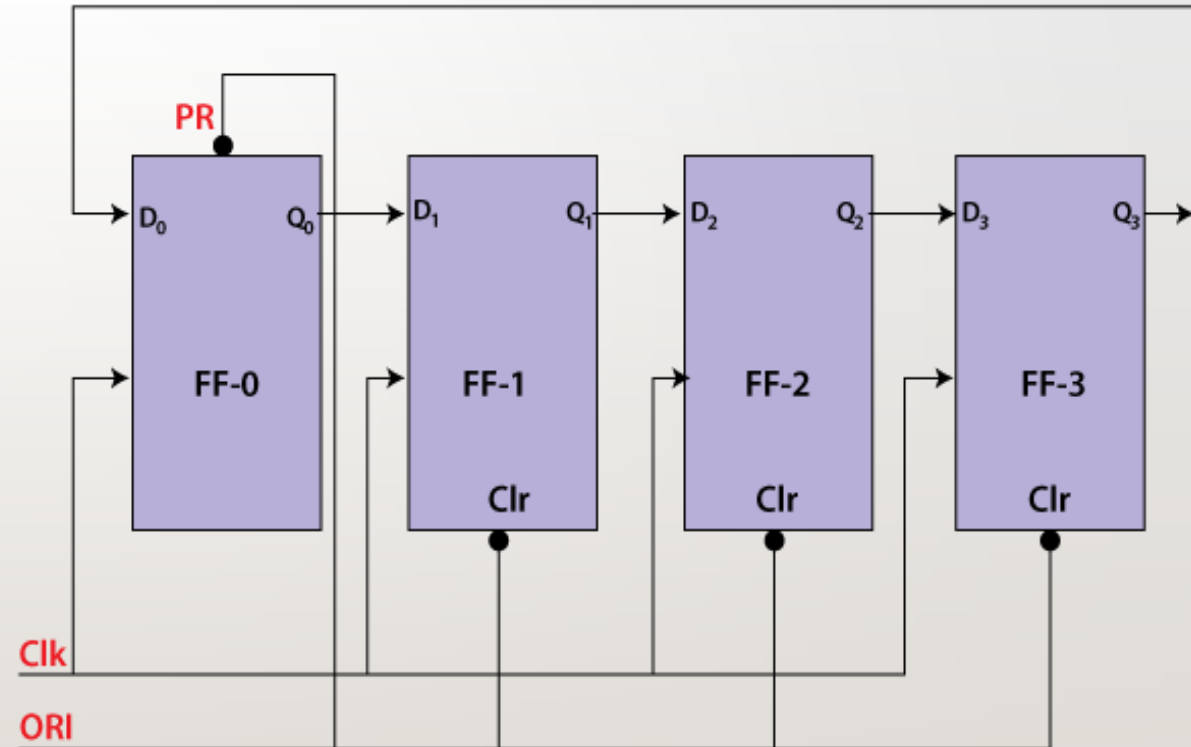 PR
D₀ Q₀ D₁ Q₁ D₂ Q₂ D₃ Q₃
FF-0 FF-1 FF-2 FF-3
Clr Clr Clr
Clk
ORI